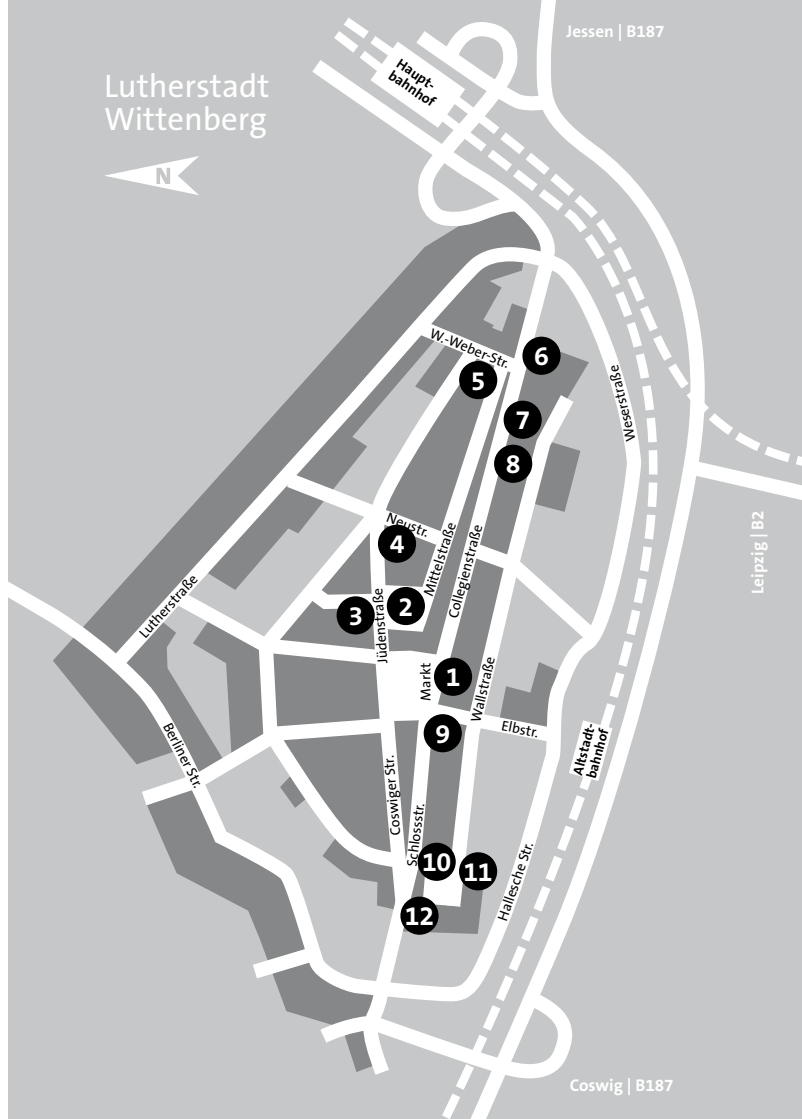 Jessen | B187
Haupt-
bahnhof
Lutherstadt
Wittenberg
N
W.-Weber-Str.
6
5
7
8
Weserstraße
Neustr.
4
Mittelstraße
Collegienstraße
Leipzig | B2
Lutherstraße
3
2
Jüdenstraße
Markt
1
Wallstraße
9
Elbstr.
Altstadt-
bahnhof
Berliner Str.
Coswiger Str.
Schlossstr.
10
11
Hallesche Str.
12
Coswig | B187